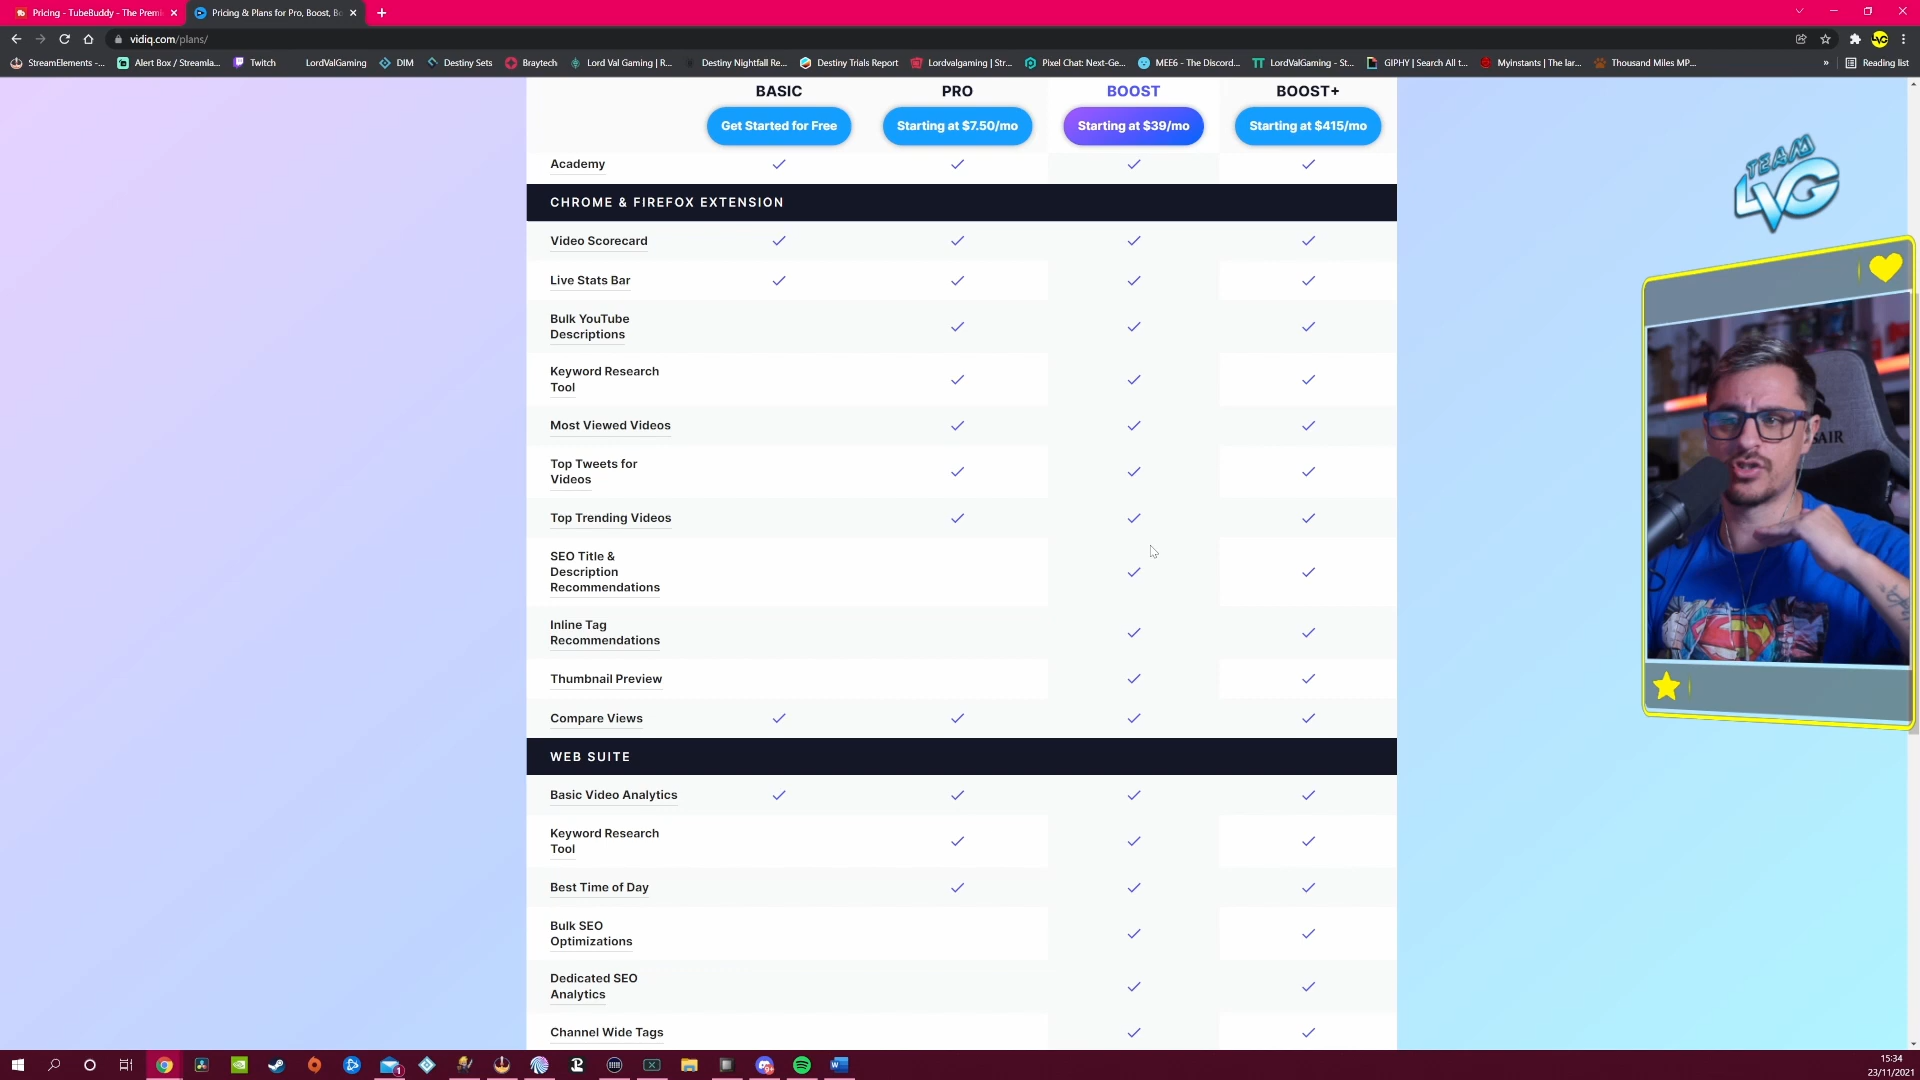 Pricing - TubeBuddy - The Premi
Pricing & Plans for Pro, Boost, Bo
vidiq.com/plans/
StreamElements -...
Alert Box / Streamla...
Twitch
LordValGaming
DIM
Destiny Sets
Braytech
Lord Val Gaming | R...
Destiny Nightfall Re...
Destiny Trials Report
Lordvalgaming | Str...
Pixel Chat: Next-Ge...
MEE6 - The Discord...
LordValGaming - St...
GIPHY | Search All t...
Myinstants | The lar...
Thousand Miles MP...
»
Reading list
BASIC
PRO
BOOST
BOOST+
Get Started for Free
Starting at $7.50/mo
Starting at $39/mo
Starting at $415/mo
Academy
CHROME & FIREFOX EXTENSION
Video Scorecard
Live Stats Bar
Bulk YouTube
Descriptions
Keyword Research
Tool
Most Viewed Videos
Top Tweets for
Videos
Top Trending Videos
SEO Title &
Description
Recommendations
Inline Tag
Recommendations
Thumbnail Preview
Compare Views
WEB SUITE
Basic Video Analytics
Keyword Research
Tool
Best Time of Day
Bulk SEO
Optimizations
Dedicated SEO
Analytics
Channel Wide Tags
TEAM
LVG
15:34
23/11/2021